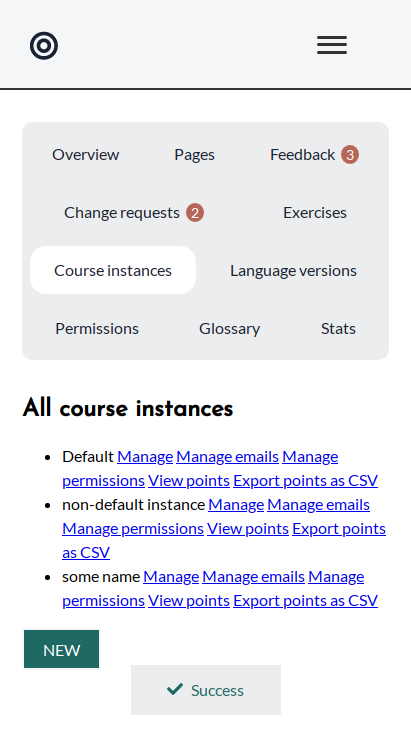 Overview Pages Feedback 3
Change requests 2 Exercises
Course instances Language versions
Permissions Glossary Stats
All course instances
Default Manage Manage emails Manage
permissions View points Export points as CSV
non-default instance Manage Manage emails
Manage permissions View points Export points
as CSV
some name Manage Manage emails Manage
permissions View points Export points as CSV
NEW
Success